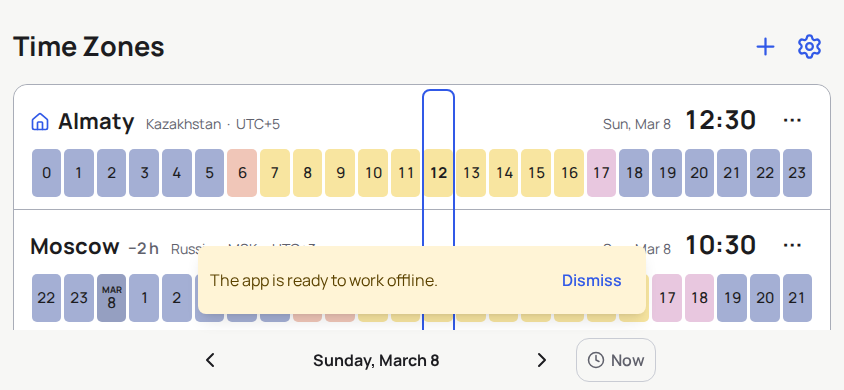 Time Zones
Almaty Kazakhstan · UTC+5 Sun, Mar 8 12:30 ...
0 1 2 3 4 5 6 7 8 9 10 11 12 13 14 15 16 17 18 19 20 21 22 23
Moscow −2 h Mar 8 10:30 ...
22 23 MAR 8 1 2 17 18 19 20 21
The app is ready to work offline. Dismiss
Sunday, March 8 Now